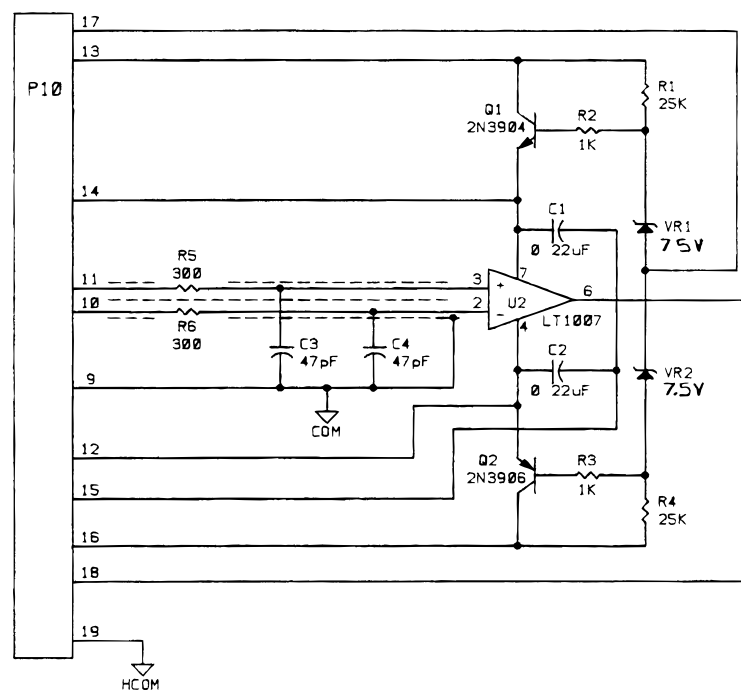 17
13
P10
R1
25K
Q1
2N3904
R2
1K
14
C1
0 22uF
VR1
7.5V
R5
300
11
3
+
7
6
10
2
-
U2
4
LT1007
R6
300
C3
47pF
C4
47pF
C2
0 22uF
VR2
7.5V
9
COM
12
Q2
2N3906
R3
1K
15
R4
25K
16
18
19
HCOM